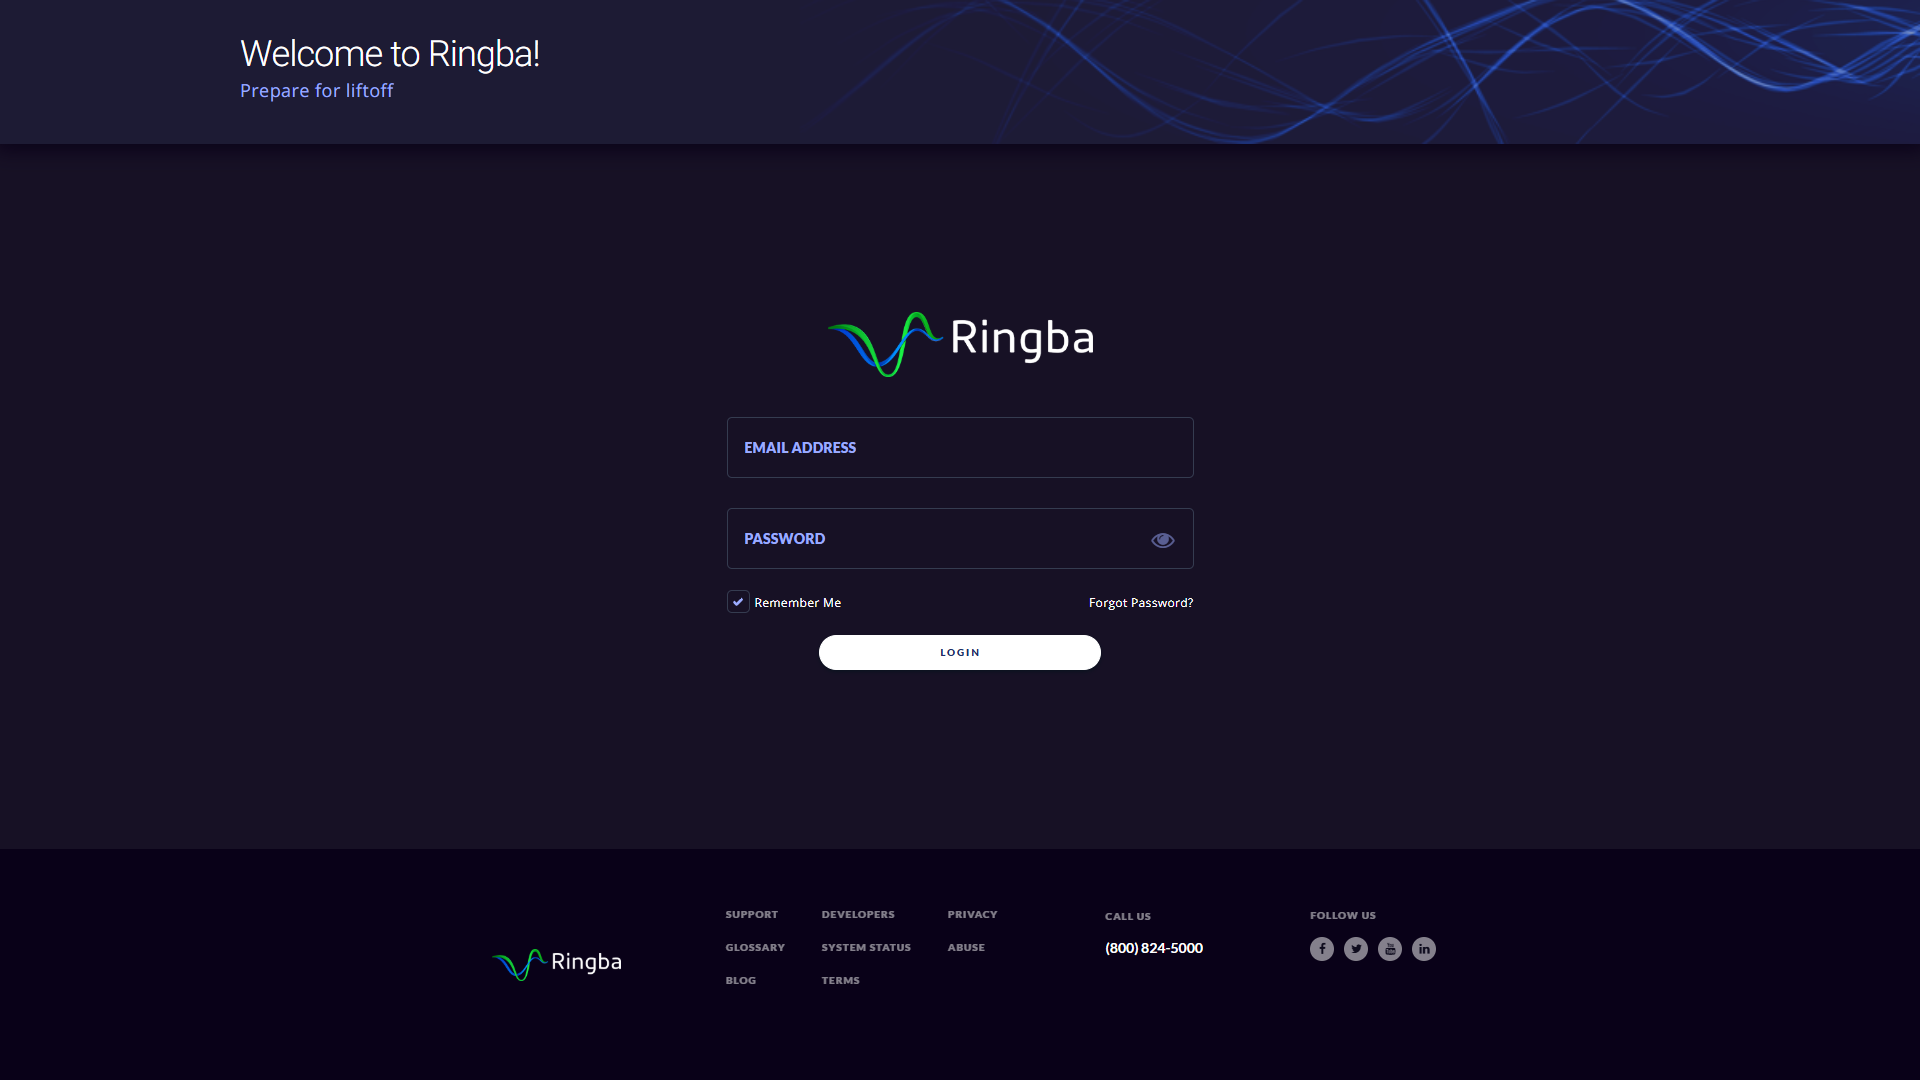 Welcome to Ringba!
Prepare for liftoff
Ringba
EMAIL ADDRESS
PASSWORD
Remember Me
Forgot Password?
LOGIN
Ringba
SUPPORT
GLOSSARY
BLOG
DEVELOPERS
SYSTEM STATUS
TERMS
PRIVACY
ABUSE
CALL US
(800) 824-5000
FOLLOW US